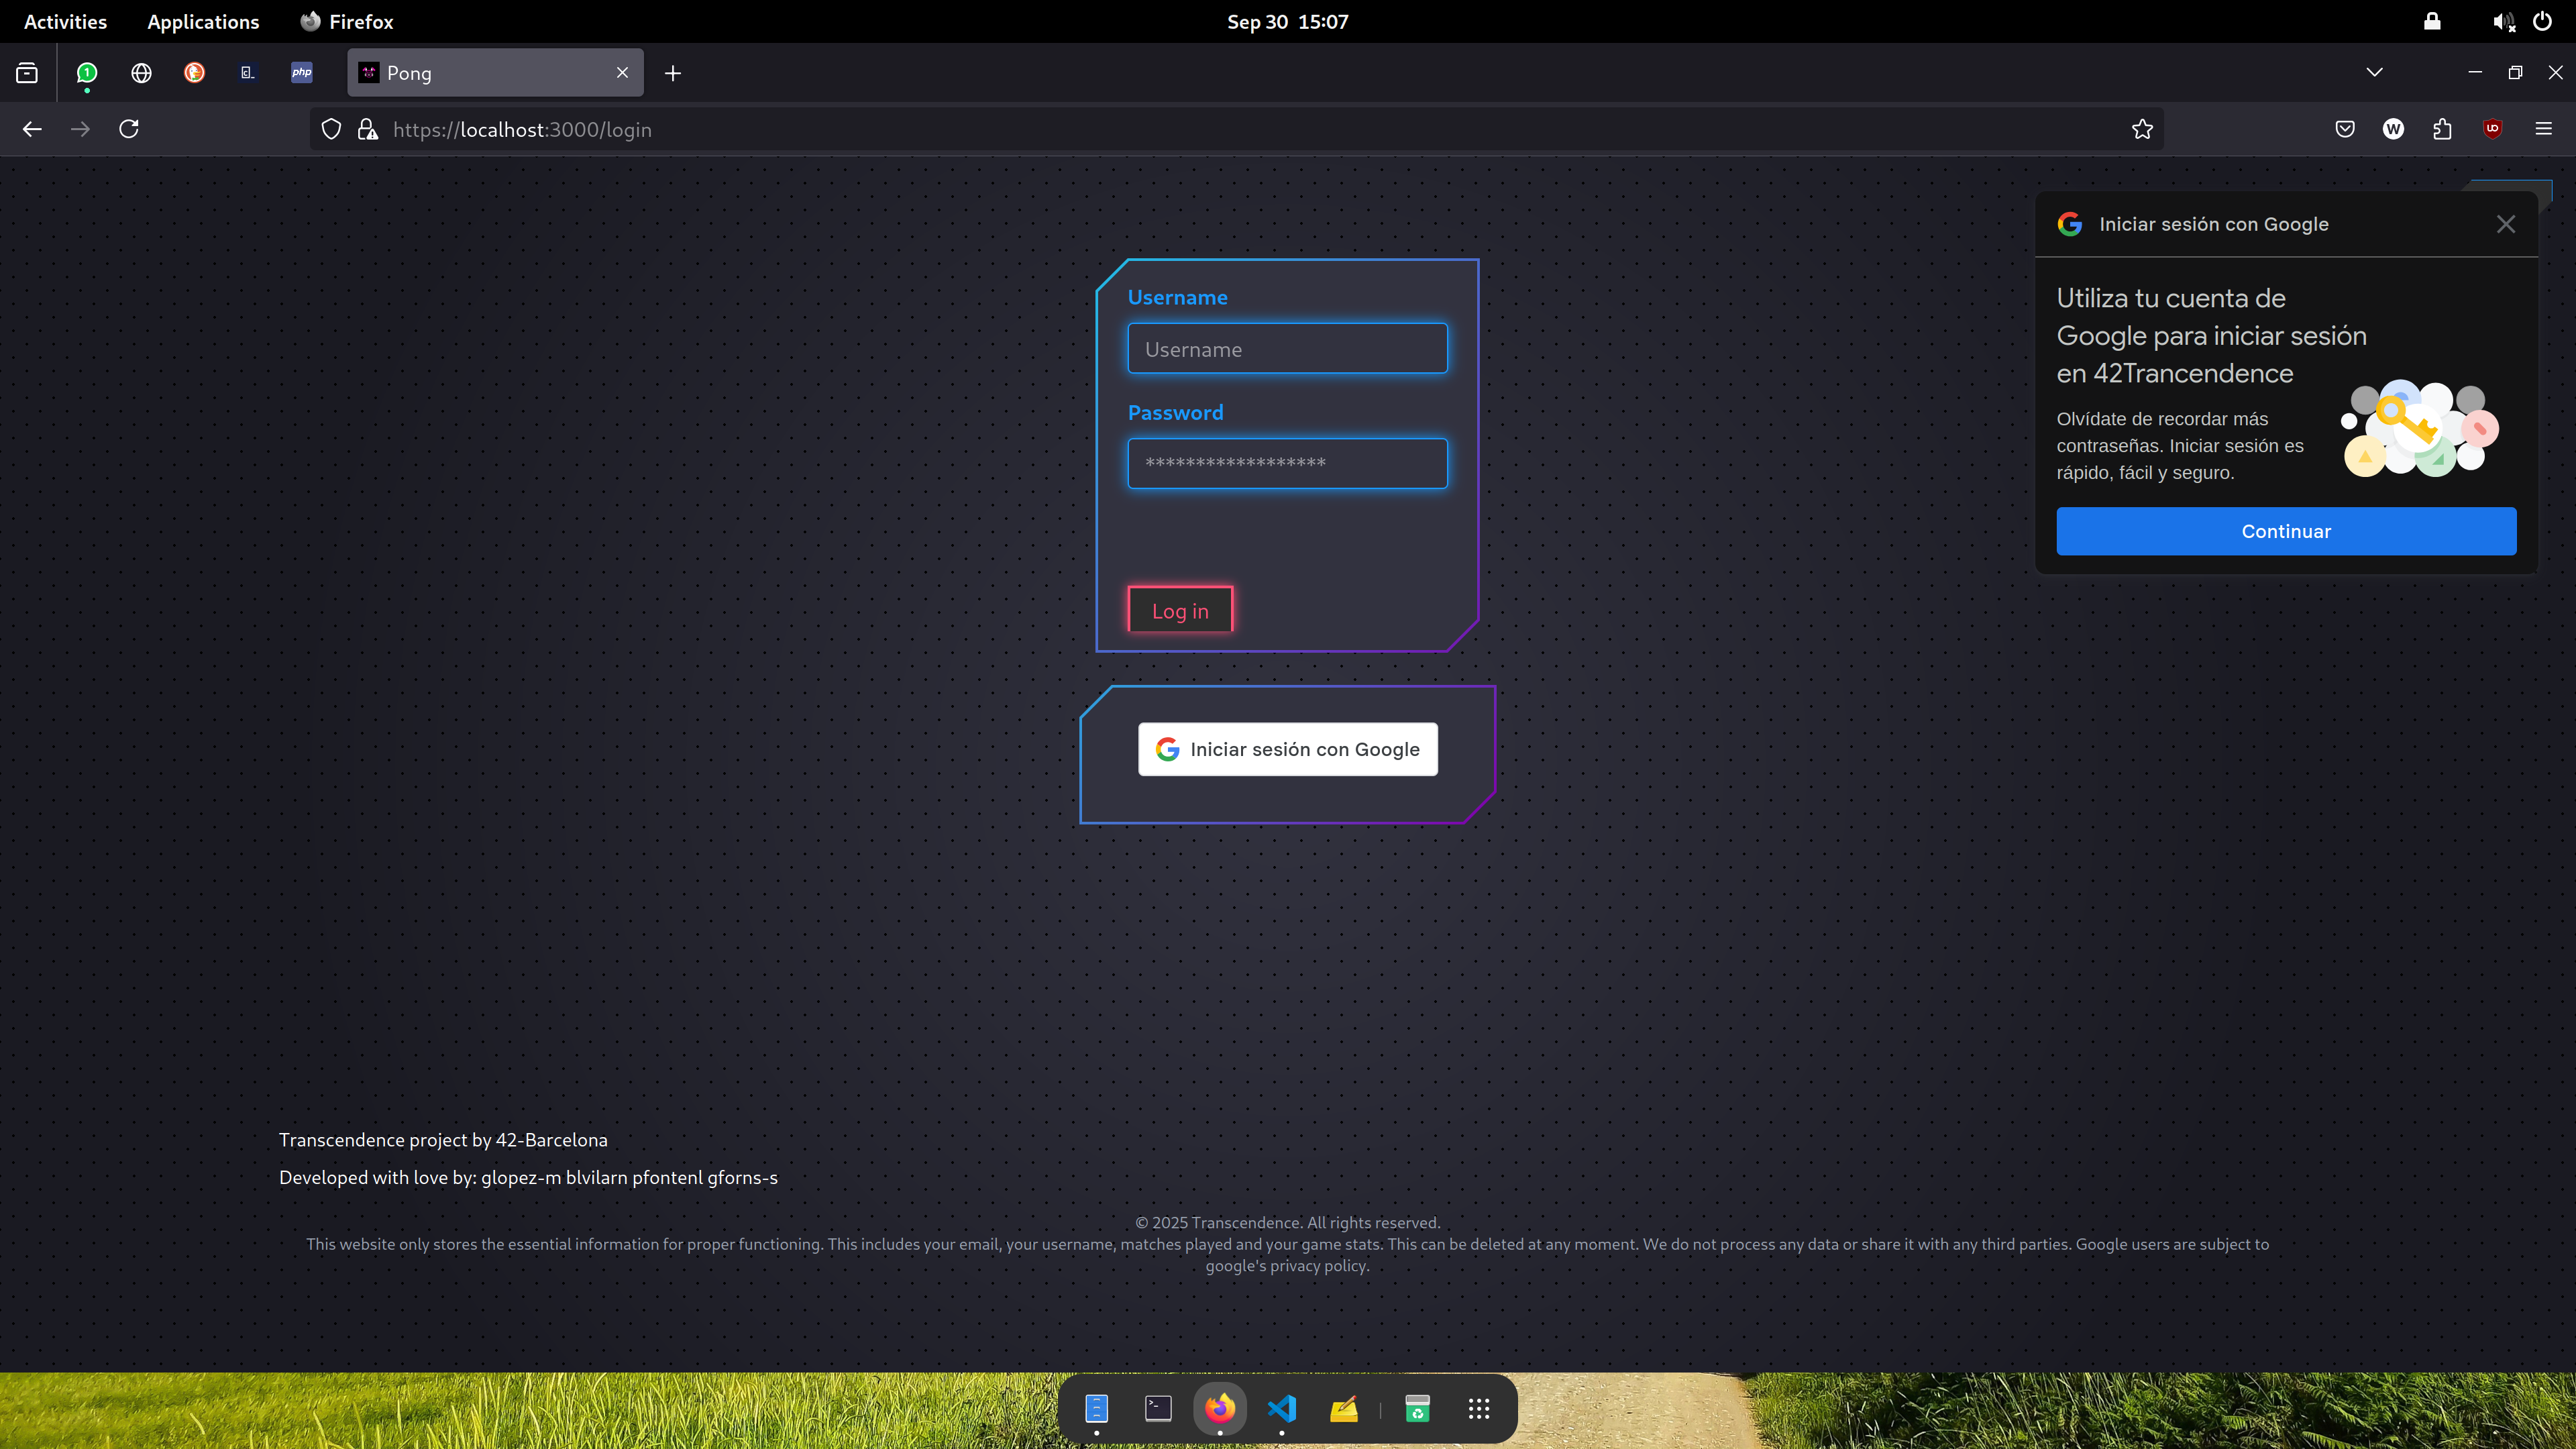 Activities Applications Firefox Sep 30 15:07
1 php Pong
https://localhost:3000/login W
Username
Username
Password
******************
Log in
Iniciar sesión con Google
Iniciar sesión con Google
Utiliza tu cuenta de
Google para iniciar sesión
en 42Trancendence
Olvídate de recordar más
contraseñas. Iniciar sesión es
rápido, fácil y seguro.
Continuar
Transcendence project by 42-Barcelona
Developed with love by: glopez-m blvilarn pfontenl gforns-s
© 2025 Transcendence. All rights reserved.
This website only stores the essential information for proper functioning. This includes your email, your username, matches played and your game stats. This can be deleted at any moment. We do not process any data or share it with any third parties. Google users are subject to
google's privacy policy.